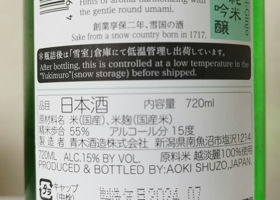 Hints of aroma harmonizing with
the gentle round umami.
創業享保二年、雪国の酒
Sake from a snow country born in 1717.
純米
吟醸
※瓶詰後は「雪室」倉庫にて低温管理し出荷しています。
After bottling, this is controlled at a low temperature in the
"Yukimuro"(snow storage) before shipped.
品目 日本酒 内容量 720ml
原材料名 米(国産)、米麹(国産米)
精米歩合 55% アルコール分 15度
製造者 青木酒造株式会社 新潟県南魚沼市塩沢1214
720ML ALC.15% BY VOL. 原料米 越淡麗100%使用
PRODUCED & BOTTLED BY:AOKI SHUZO, JAPAN
キャップ